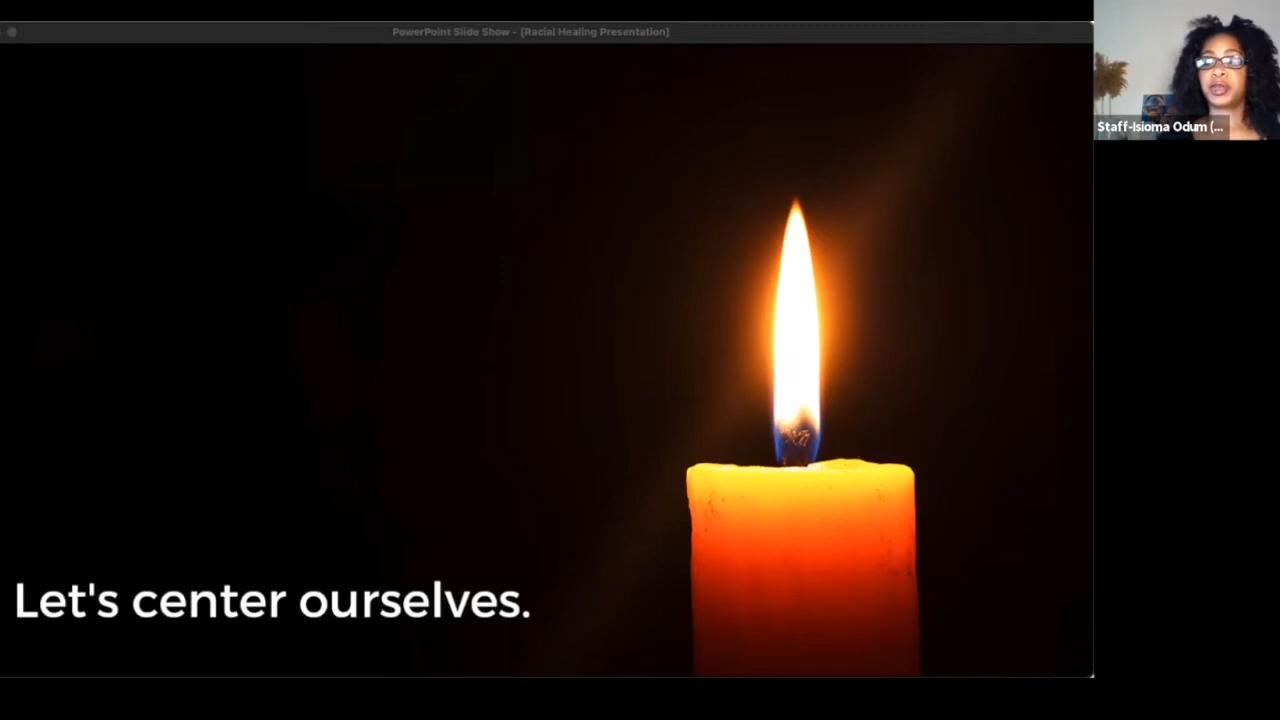 PowerPoint Slide Show - [Racial Healing Presentation]
Staff-Isioma Odum (...
Let's center ourselves.